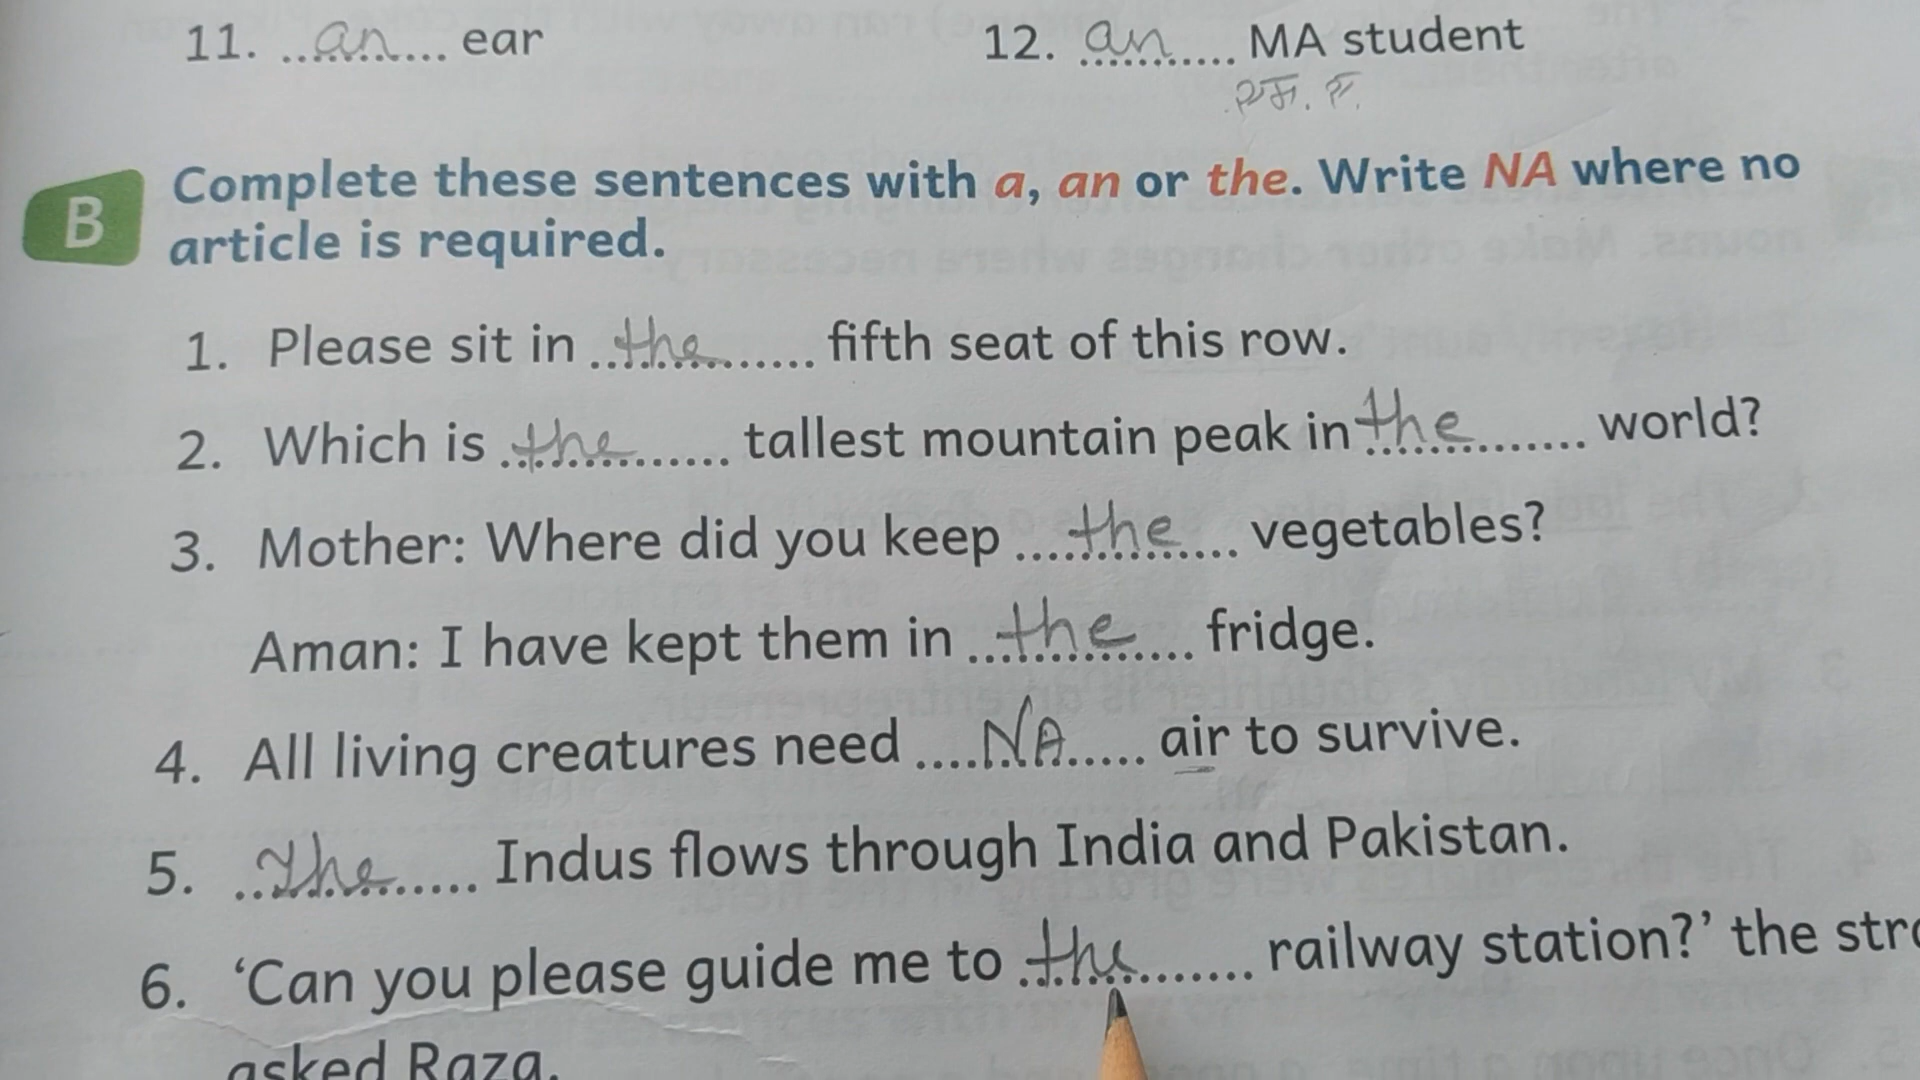 11. ...an... ear 12. ...an... MA student
B Complete these sentences with a, an or the. Write NA where no
article is required.
1. Please sit in ...the... fifth seat of this row.
2. Which is ...the... tallest mountain peak in ...the... world?
3. Mother: Where did you keep ...the... vegetables?
Aman: I have kept them in ...the... fridge.
4. All living creatures need ...NA... air to survive.
5. ...The... Indus flows through India and Pakistan.
6. ‘Can you please guide me to ...the... railway station?’ the
asked Raza.